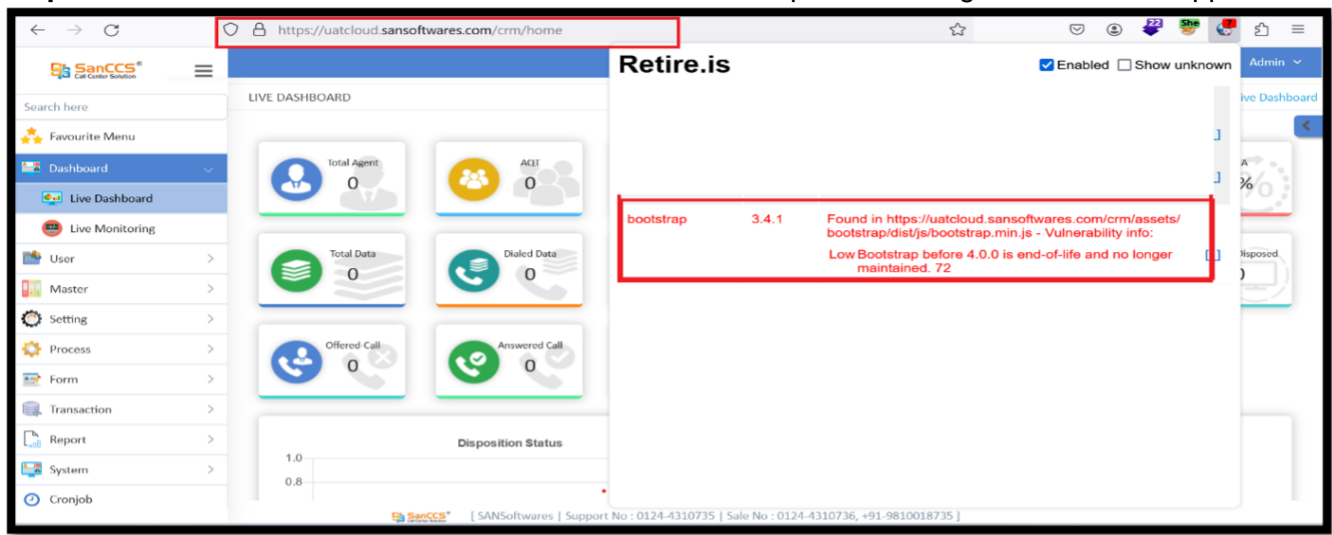 https://uatcloud.sansoftwares.com/crm/home
22
She
7
SanCCS®
Call Center Solution
Retire.is
Enabled
Show unknown
Admin
Search here
LIVE DASHBOARD
ive Dashboard
Favourite Menu
Dashboard
Total Agent
0
AQT
0
A
%
Live Dashboard
Live Monitoring
bootstrap 3.4.1 Found in https://uatcloud.sansoftwares.com/crm/assets/
bootstrap/dist/js/bootstrap.min.js - Vulnerability info:
Low Bootstrap before 4.0.0 is end-of-life and no longer
maintained. 72
User
Total Data
0
Dialed Data
0
Disposed
Master
Setting
Process
Offered Call
0
Answered Call
0
Form
Transaction
Report
Disposition Status
1.0
System
0.8
Cronjob
SanCCS®
[ SANSoftwares | Support No : 0124-4310735 | Sale No : 0124-4310736, +91-9810018735 ]